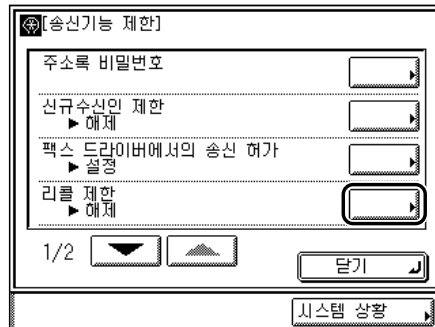 [송신기능 제한]
주소록 비밀번호
신규수신인 제한
▶ 해제
팩스 드라이버에서의 송신 허가
▶ 설정
리콜 제한
▶ 해제
1/2
닫기
시스템 상황